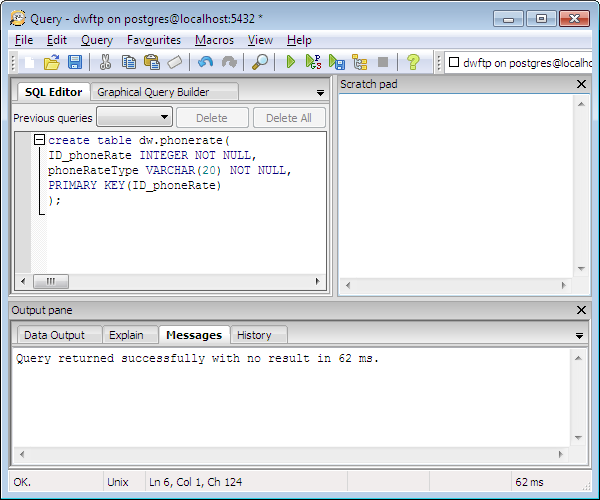 Query - dwftp on postgres@localhost:5432 *
File Edit Query Favourites Macros View Help
dwftp on postgres@localho
SQL Editor Graphical Query Builder
Scratch pad
Previous queries Delete Delete All
create table dw.phonerate(
ID_phoneRate INTEGER NOT NULL,
phoneRateType VARCHAR(20) NOT NULL,
PRIMARY KEY(ID_phoneRate)
);
Output pane
Data Output Explain Messages History
Query returned successfully with no result in 62 ms.
OK. Unix Ln 6, Col 1, Ch 124 62 ms